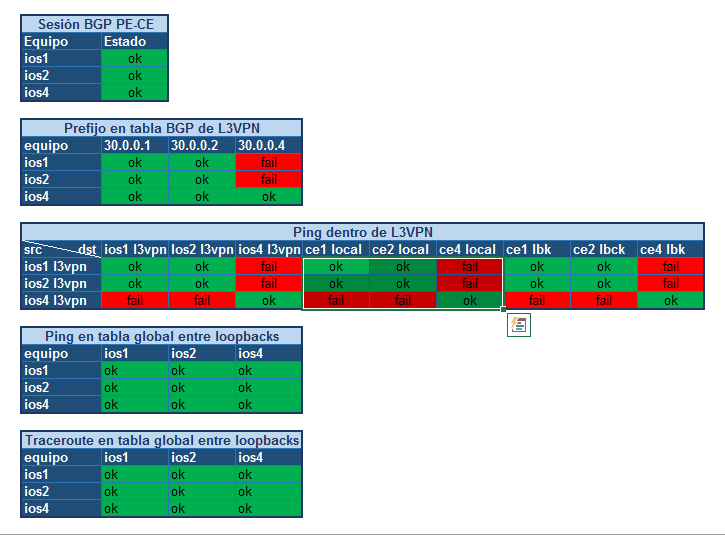 Sesión BGP PE-CE
Equipo Estado
ios1 ok
ios2 ok
ios4 ok
Prefijo en tabla BGP de L3VPN
equipo 30.0.0.1 30.0.0.2 30.0.0.4
ios1 ok ok fail
ios2 ok ok fail
ios4 ok ok ok
Ping dentro de L3VPN
src dst ios1 l3vpn Ios2 l3vpn ios4 l3vpn ce1 local ce2 local ce4 local ce1 lbk ce2 lbck ce4 lbk
ios1 l3vpn ok ok fail ok ok fail ok ok fail
ios2 l3vpn ok ok fail ok ok fail ok ok fail
ios4 l3vpn fail fail ok fail fail ok fail fail ok
Ping en tabla global entre loopbacks
equipo ios1 ios2 ios4
ios1 ok ok ok
ios2 ok ok ok
ios4 ok ok ok
Traceroute en tabla global entre loopbacks
equipo ios1 ios2 ios4
ios1 ok ok ok
ios2 ok ok ok
ios4 ok ok ok